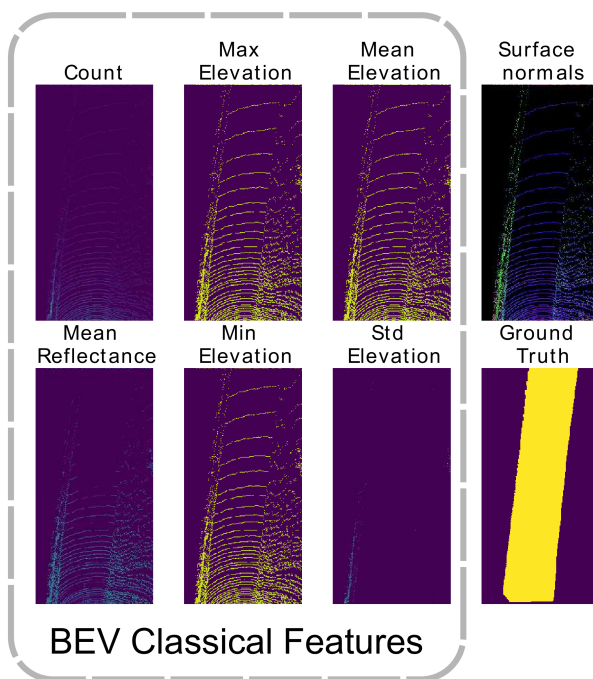 Count
Max
Elevation
Mean
Elevation
Surface
normals
Mean
Reflectance
Min
Elevation
Std
Elevation
Ground
Truth
BEV Classical Features